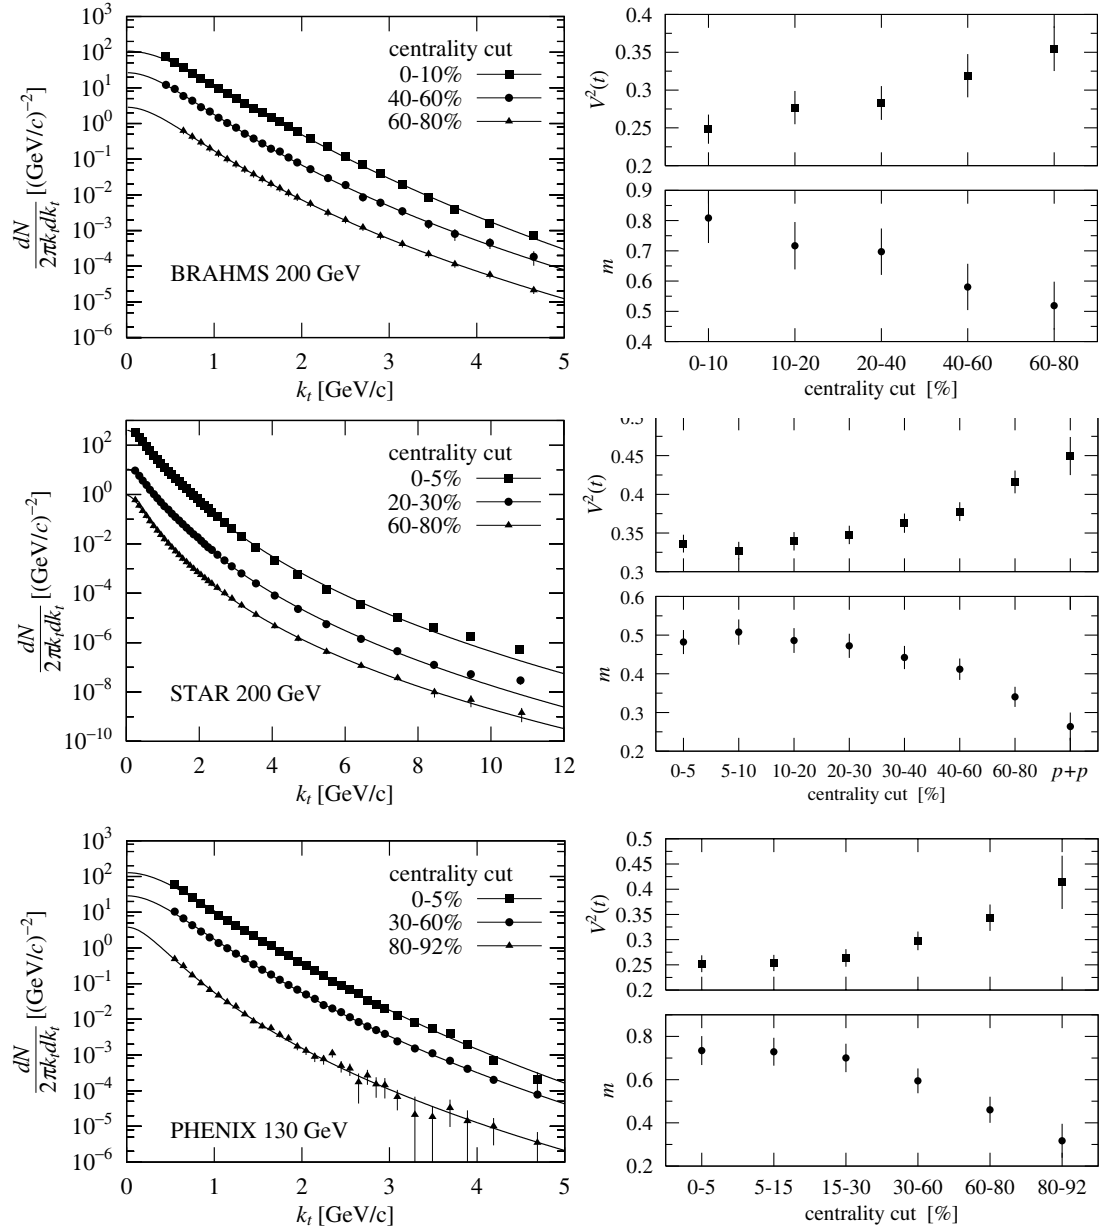 10^3
10^2
10^1
10^0
10^-1
10^-2
10^-3
10^-4
10^-5
10^-6
dN
2πk_t dk_t
[(GeV/c)^-2]
centrality cut
0-10%
40-60%
60-80%
BRAHMS 200 GeV
0 1 2 3 4 5
k_t [GeV/c]
0.4
0.35
0.3
0.25
0.2
V^2(t)
0.9
0.8
0.7
0.6
0.5
0.4
m
0-10 10-20 20-40 40-60 60-80
centrality cut [%]
10^2
10^0
10^-2
10^-4
10^-6
10^-8
10^-10
dN
2πk_t dk_t
[(GeV/c)^-2]
centrality cut
0-5%
20-30%
60-80%
STAR 200 GeV
0 2 4 6 8 10 12
k_t [GeV/c]
0.5
0.45
0.4
0.35
0.3
V^2(t)
0.6
0.5
0.4
0.3
0.2
m
0-5 5-10 10-20 20-30 30-40 40-60 60-80 p+p
centrality cut [%]
10^3
10^2
10^1
10^0
10^-1
10^-2
10^-3
10^-4
10^-5
10^-6
dN
2πk_t dk_t
[(GeV/c)^-2]
centrality cut
0-5%
30-60%
80-92%
PHENIX 130 GeV
0 1 2 3 4 5
k_t [GeV/c]
0.5
0.45
0.4
0.35
0.3
0.25
0.2
V^2(t)
0.8
0.6
0.4
0.2
m
0-5 5-15 15-30 30-60 60-80 80-92
centrality cut [%]